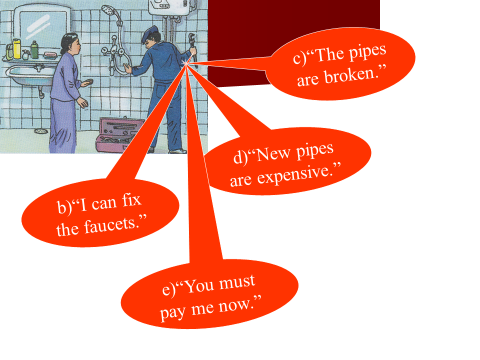 c)“The pipes
are broken.”
d)“New pipes
are expensive.”
b)“I can fix
the faucets.”
e)“You must
pay me now.”